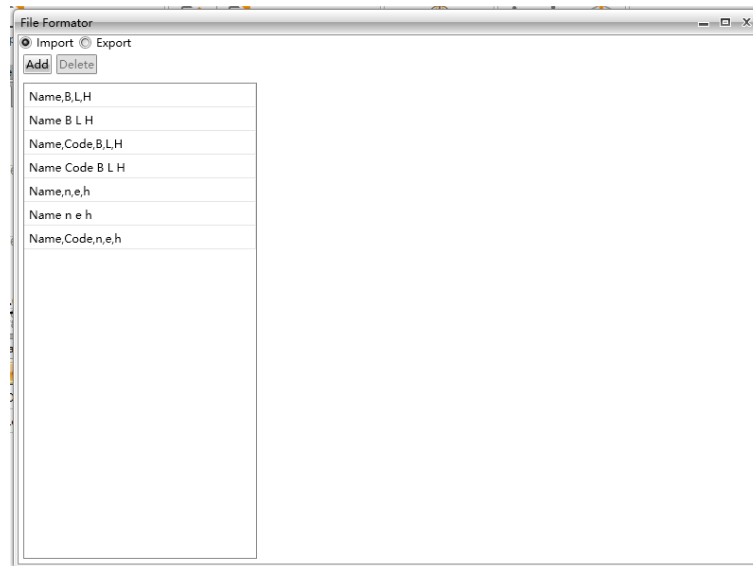 File Formator
Import Export
Add Delete
Name,B,L,H
Name B L H
Name,Code,B,L,H
Name Code B L H
Name,n,e,h
Name n e h
Name,Code,n,e,h